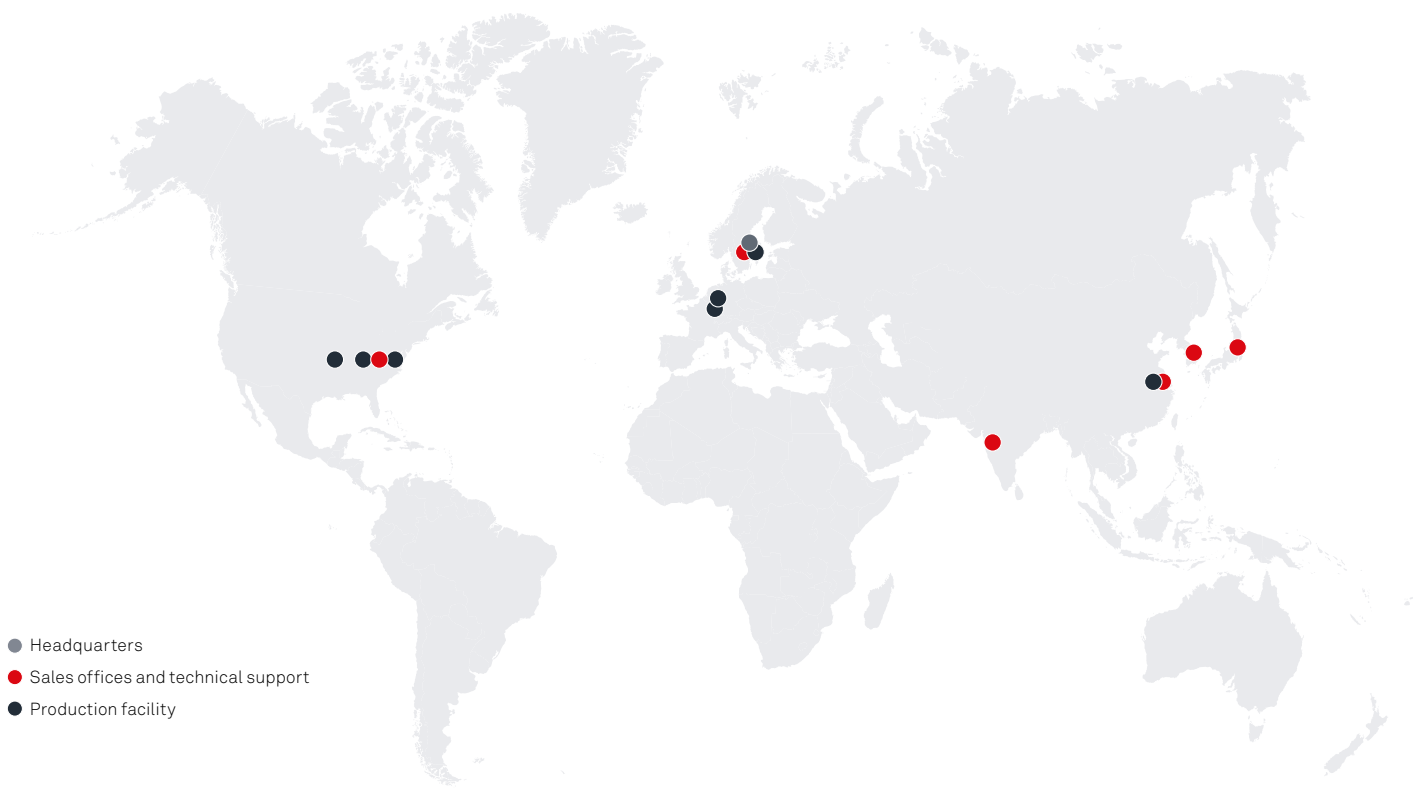 Headquarters
Sales offices and technical support
Production facility